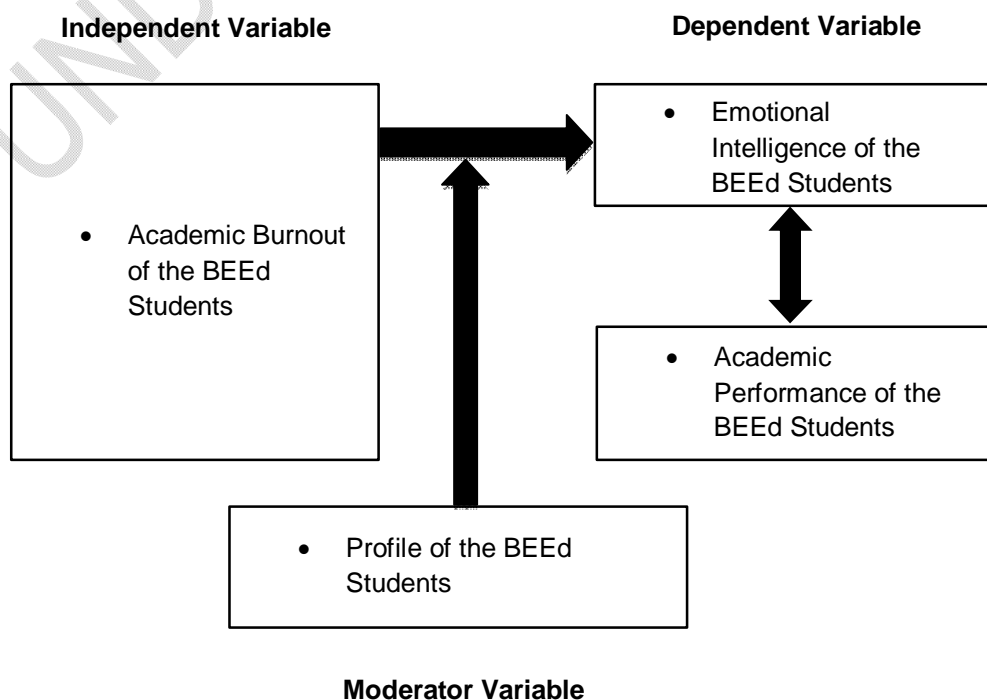 Independent Variable
Dependent Variable
• Academic Burnout
of the BEEd
Students
• Emotional
Intelligence of the
BEEd Students
• Academic
Performance of the
BEEd Students
• Profile of the BEEd
Students
Moderator Variable
UND